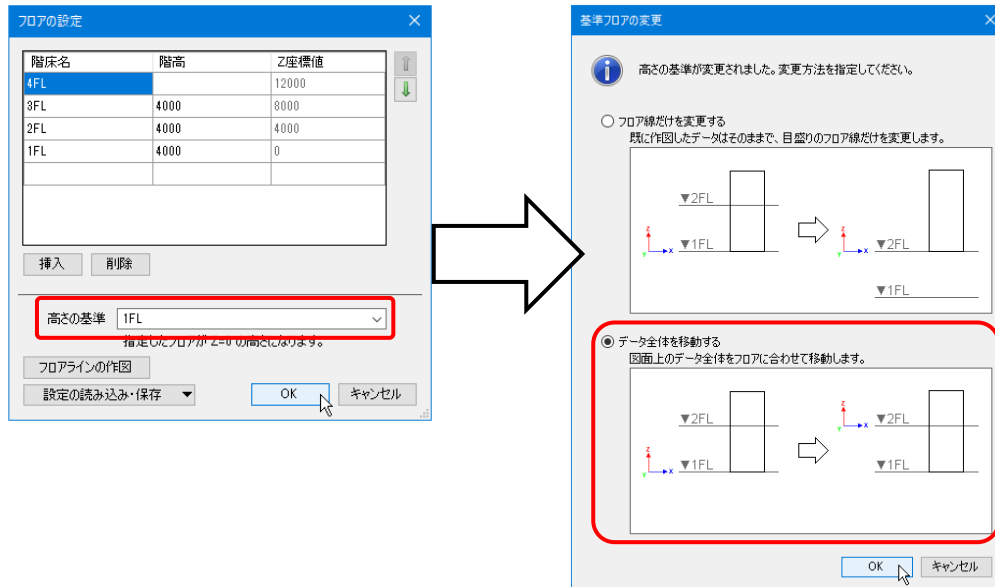 フロアの設定
階床名 階高 Z座標値
4FL 12000
3FL 4000 8000
2FL 4000 4000
1FL 4000 0
挿入 削除
高さの基準 1FL
指定したフロアが Z=0 の高さになります。
フロアラインの作図
設定の読み込み・保存
OK キャンセル
基準フロアの変更
高さの基準が変更されました。変更方法を指定してください。
フロア線だけを変更する
既に作図したデータはそのままで、目盛りのフロア線だけを変更します。
▼2FL
Z
▼1FL
X
Y
Z
▼2FL
X
Y
▼1FL
データ全体を移動する
図面上のデータ全体をフロアに合わせて移動します。
▼2FL
Z
▼1FL
X
Y
Z
▼2FL
X
Y
▼1FL
OK キャンセル